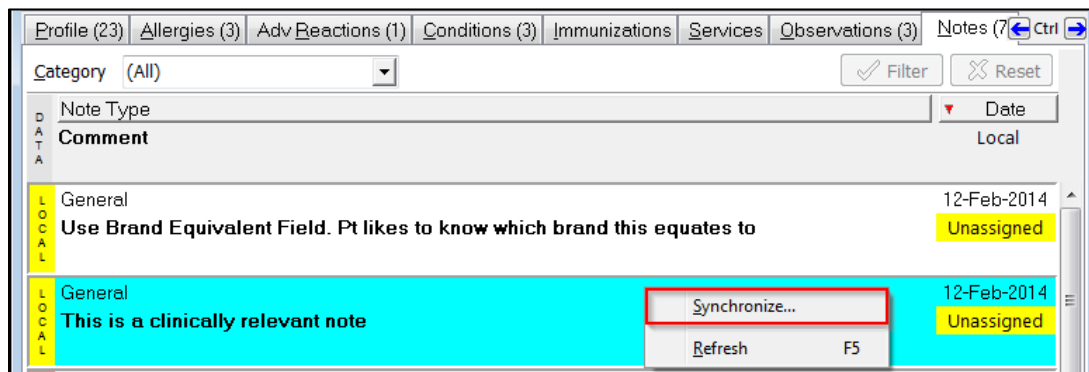 Profile (23) Allergies (3) Adv Reactions (1) Conditions (3) Immunizations Services Observations (3) Notes (7 Ctrl
Category (All) Filter Reset
DATA
Note Type Date
Comment Local
LOCAL
General 12-Feb-2014
Use Brand Equivalent Field. Pt likes to know which brand this equates to Unassigned
LOCAL
General 12-Feb-2014
This is a clinically relevant note Unassigned
Synchronize...
Refresh F5